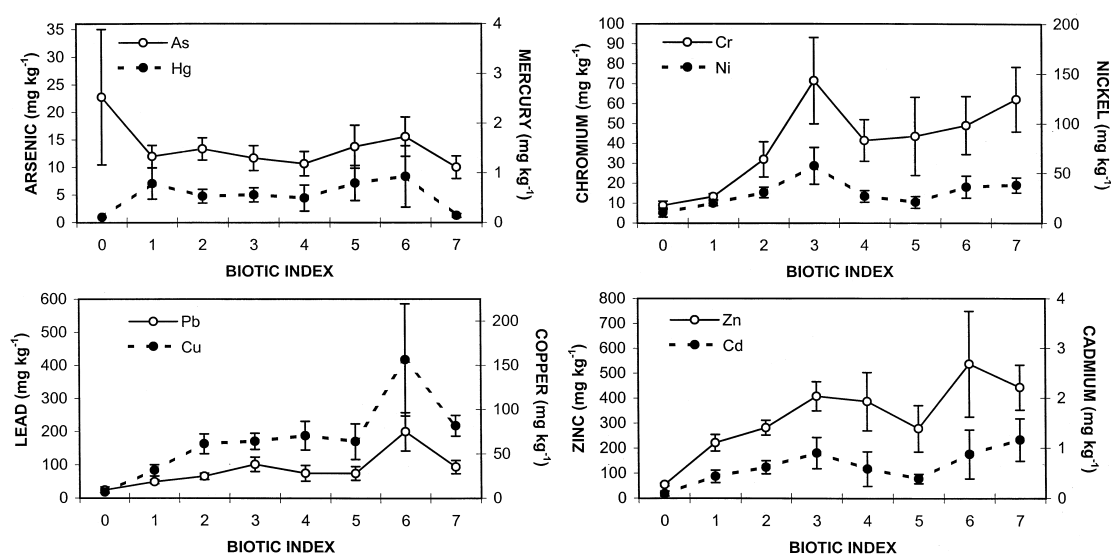 As
Hg
ARSENIC (mg kg-1)
35
30
25
20
15
10
5
0
MERCURY (mg kg-1)
4
3
2
1
0
0 1 2 3 4 5 6 7
BIOTIC INDEX
Cr
Ni
CHROMIUM (mg kg-1)
100
90
80
70
60
50
40
30
20
10
0
NICKEL (mg kg-1)
200
150
100
50
0
0 1 2 3 4 5 6 7
BIOTIC INDEX
Pb
Cu
LEAD (mg kg-1)
600
500
400
300
200
100
0
COPPER (mg kg-1)
200
150
100
50
0
0 1 2 3 4 5 6 7
BIOTIC INDEX
Zn
Cd
ZINC (mg kg-1)
800
700
600
500
400
300
200
100
0
CADMIUM (mg kg-1)
4
3
2
1
0
0 1 2 3 4 5 6 7
BIOTIC INDEX